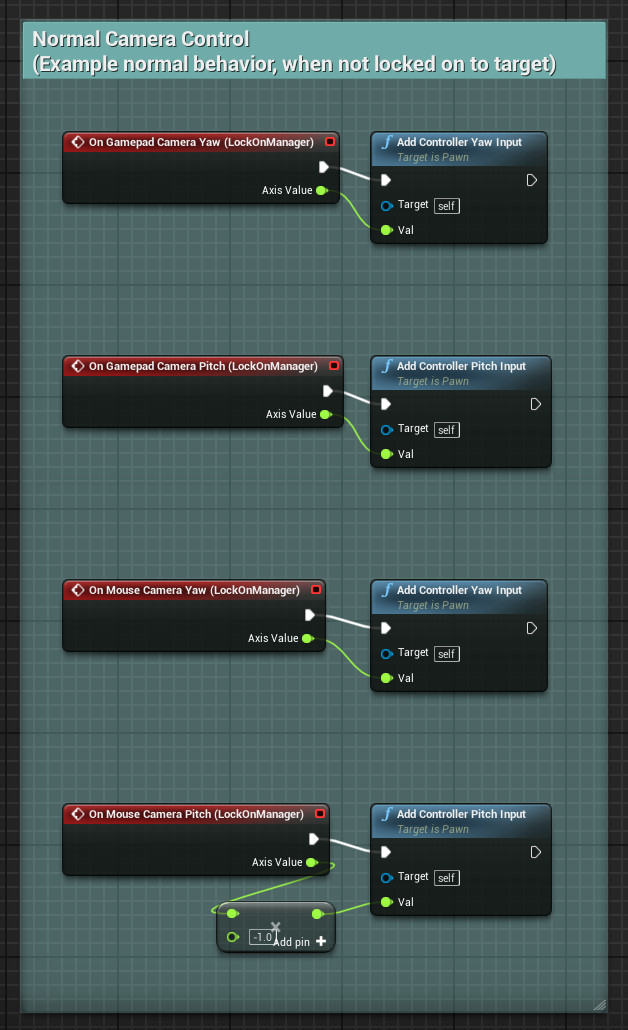 Normal Camera Control
(Example normal behavior, when not locked on to target)
On Gamepad Camera Yaw (LockOnManager)
Axis Value
f Add Controller Yaw Input
Target is Pawn
Target self
Val
On Gamepad Camera Pitch (LockOnManager)
Axis Value
f Add Controller Pitch Input
Target is Pawn
Target self
Val
On Mouse Camera Yaw (LockOnManager)
Axis Value
f Add Controller Yaw Input
Target is Pawn
Target self
Val
On Mouse Camera Pitch (LockOnManager)
Axis Value
f Add Controller Pitch Input
Target is Pawn
Target self
Val
-1.0
Add pin +